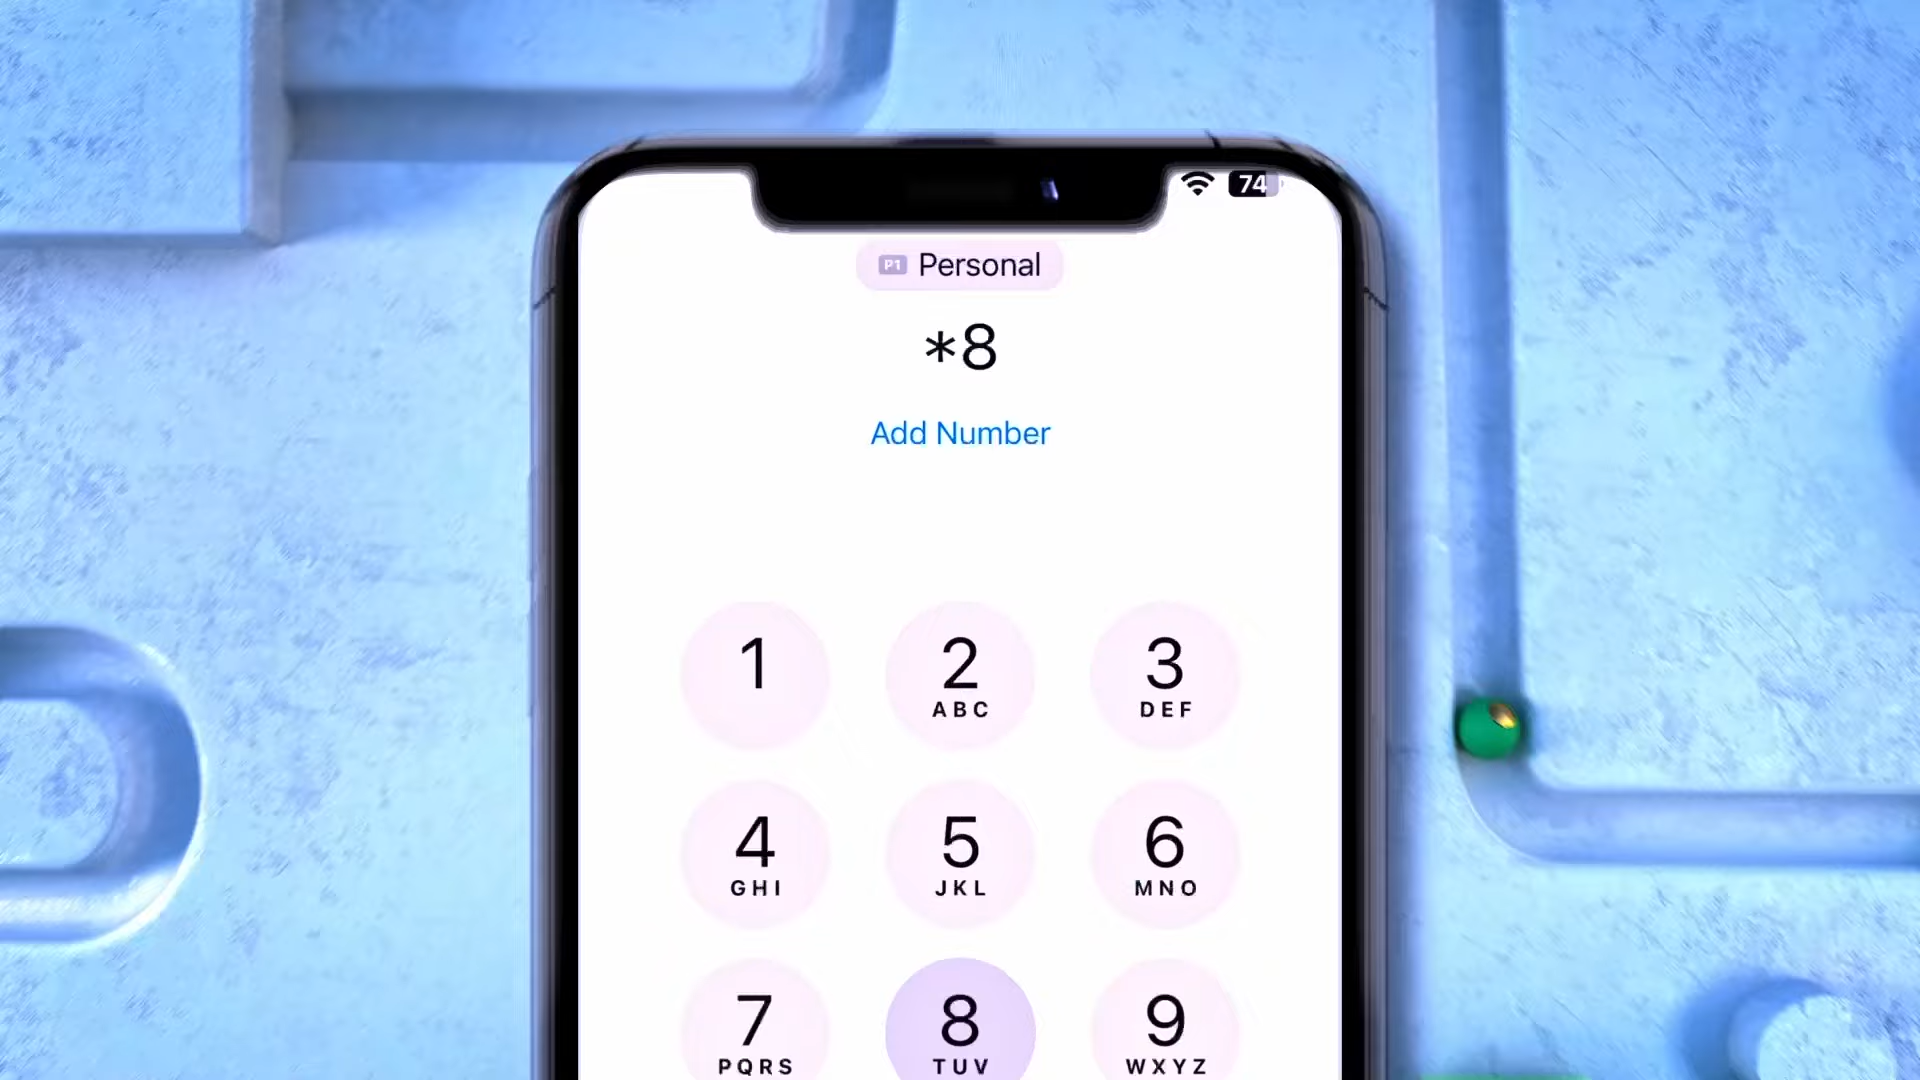 74
P1 Personal
*8
Add Number
1
2
ABC
3
DEF
4
GHI
5
JKL
6
MNO
7
PQRS
8
TUV
9
WXYZ